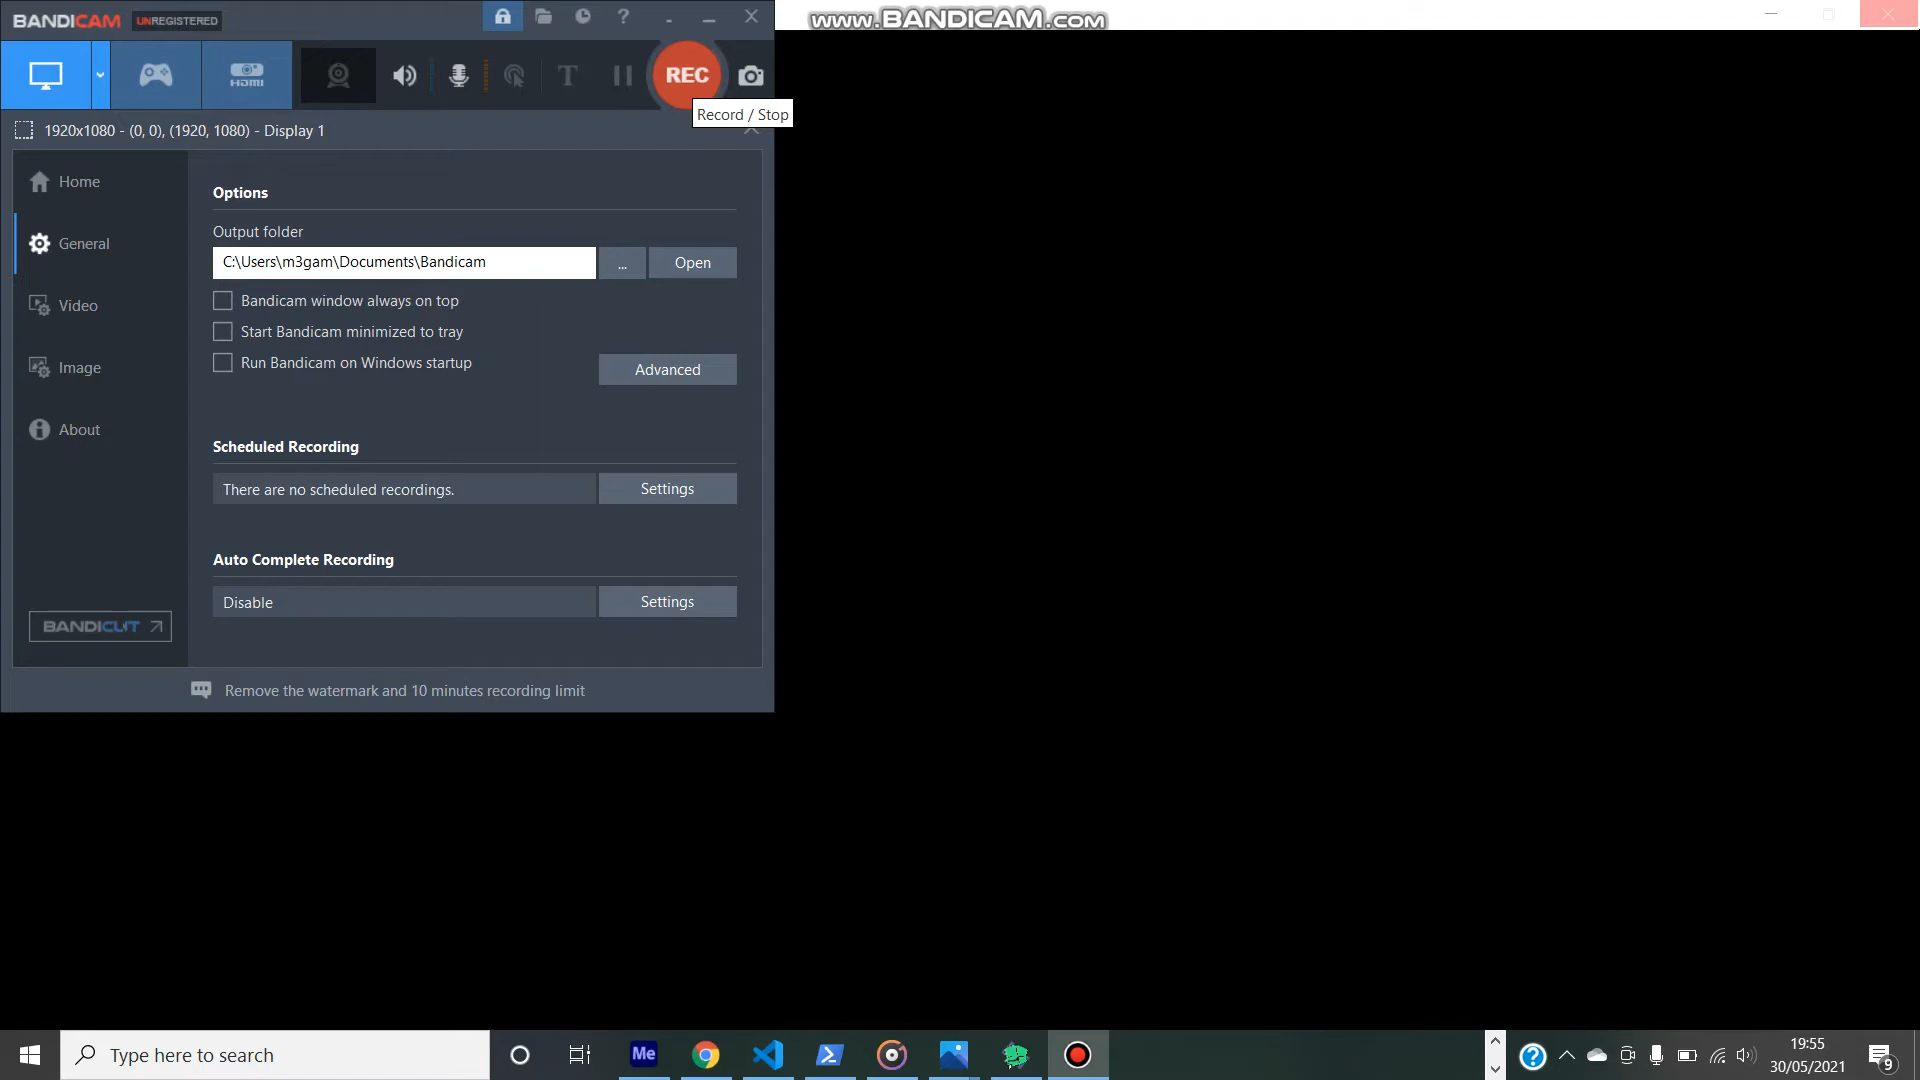 BANDICAM UNREGISTERED
?
www.BANDICAM.com
HDMI
T
REC
Record / Stop
1920x1080 - (0, 0), (1920, 1080) - Display 1
Home
General
Video
Image
About
BANDICUT
Options
Output folder
C:\Users\m3gam\Documents\Bandicam
...
Open
Bandicam window always on top
Start Bandicam minimized to tray
Run Bandicam on Windows startup
Advanced
Scheduled Recording
There are no scheduled recordings.
Settings
Auto Complete Recording
Disable
Settings
Remove the watermark and 10 minutes recording limit
Type here to search
Me
?
19:55
30/05/2021
9